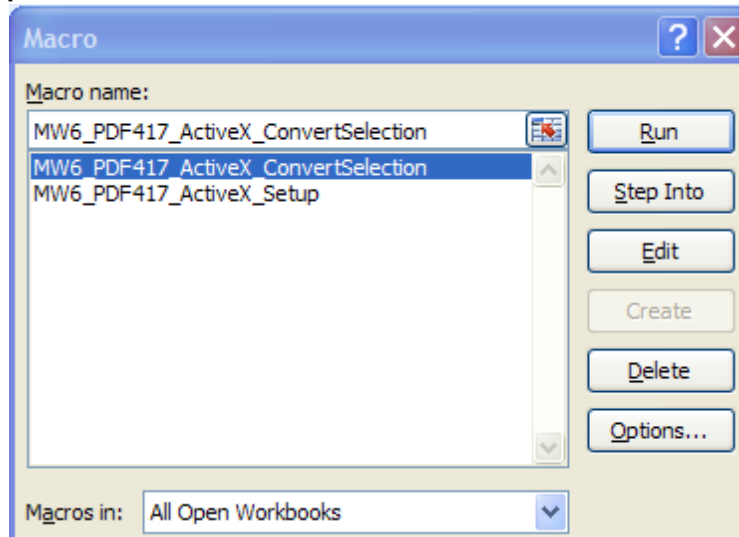 Macro
?
Macro name:
MW6_PDF417_ActiveX_ConvertSelection
MW6_PDF417_ActiveX_ConvertSelection
MW6_PDF417_ActiveX_Setup
Run
Step Into
Edit
Create
Delete
Options...
Macros in: All Open Workbooks